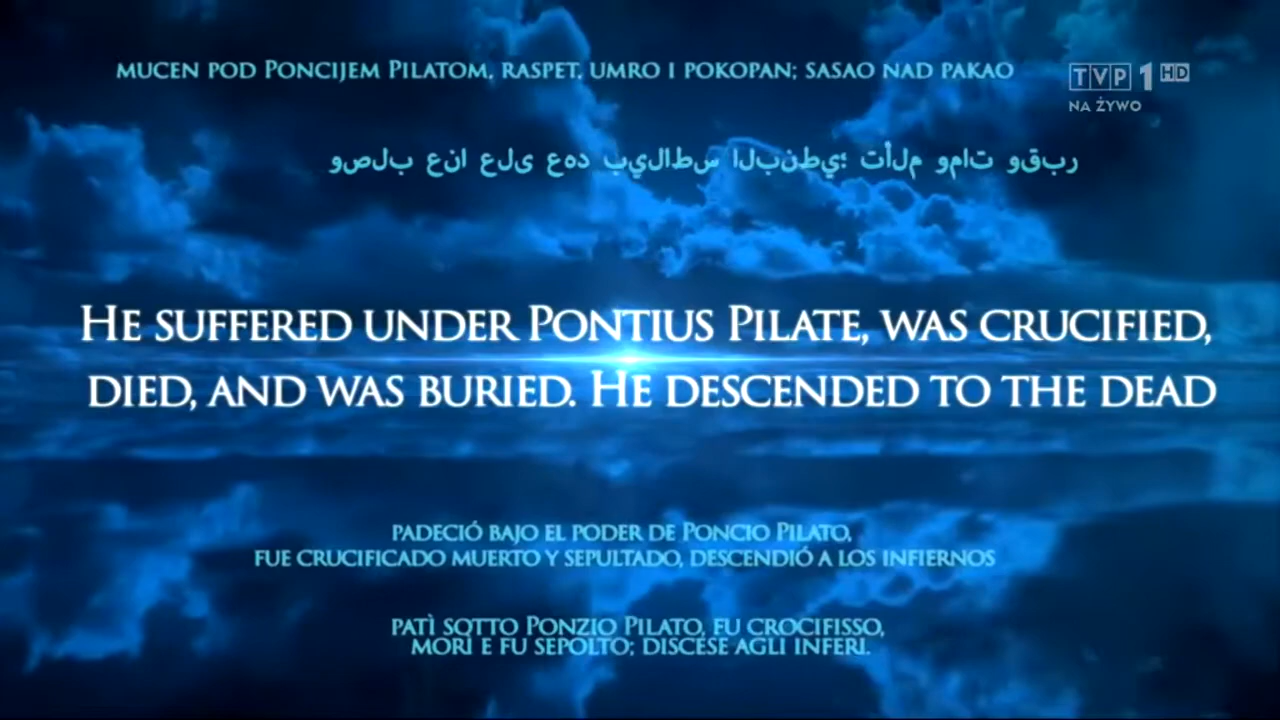 MUCEN POD PONCIJEM PILATOM, RASPET, UMRO I POKOPAN; SASAO NAD PAKAO
TVP 1 HD
NA ŻYWO
وصلب عنا على عهد بيلاطس البنطي؛ تألم ومات وقبر
HE SUFFERED UNDER PONTIUS PILATE, WAS CRUCIFIED,
DIED, AND WAS BURIED. HE DESCENDED TO THE DEAD
PADECIÓ BAJO EL PODER DE PONCIO PILATO,
FUE CRUCIFICADO MUERTO Y SEPULTADO, DESCENDIÓ A LOS INFIERNOS
PATÌ SOTTO PONZIO PILATO, FU CROCIFISSO,
MORÌ E FU SEPOLTO; DISCESE AGLI INFERI.